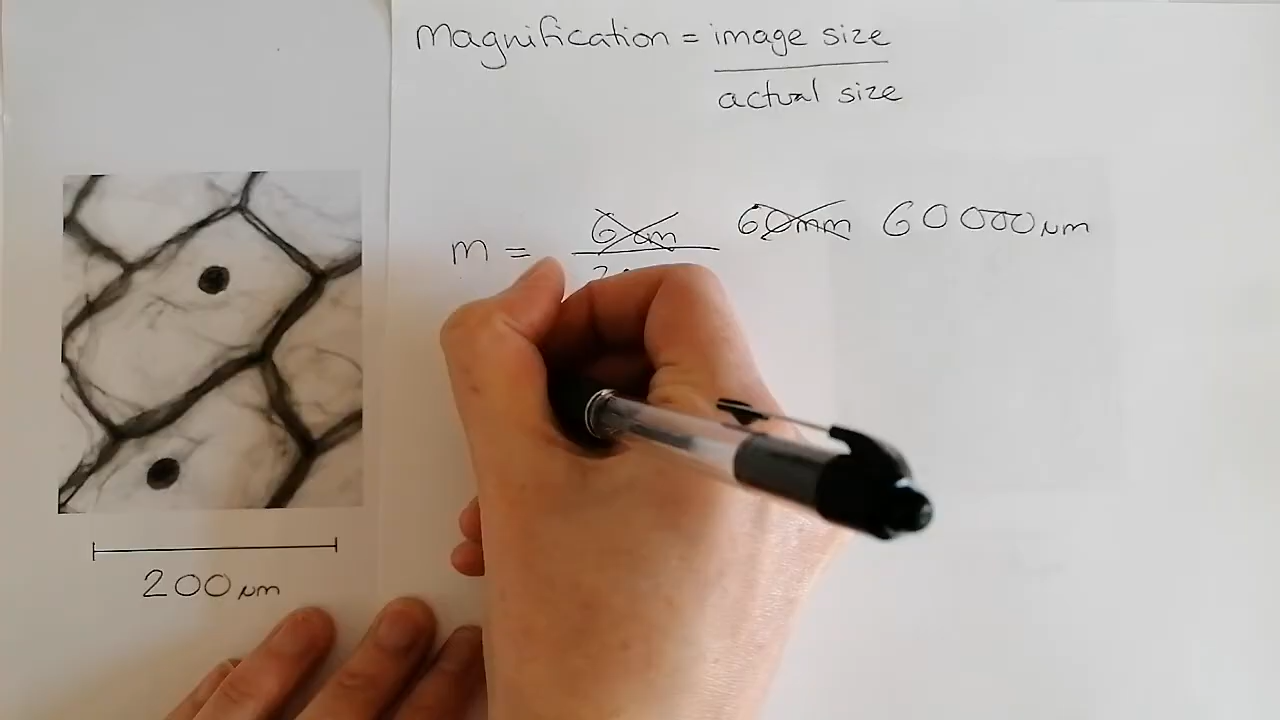 magnification = image size
actual size
m = 6cm 60mm 60000μm
200μm